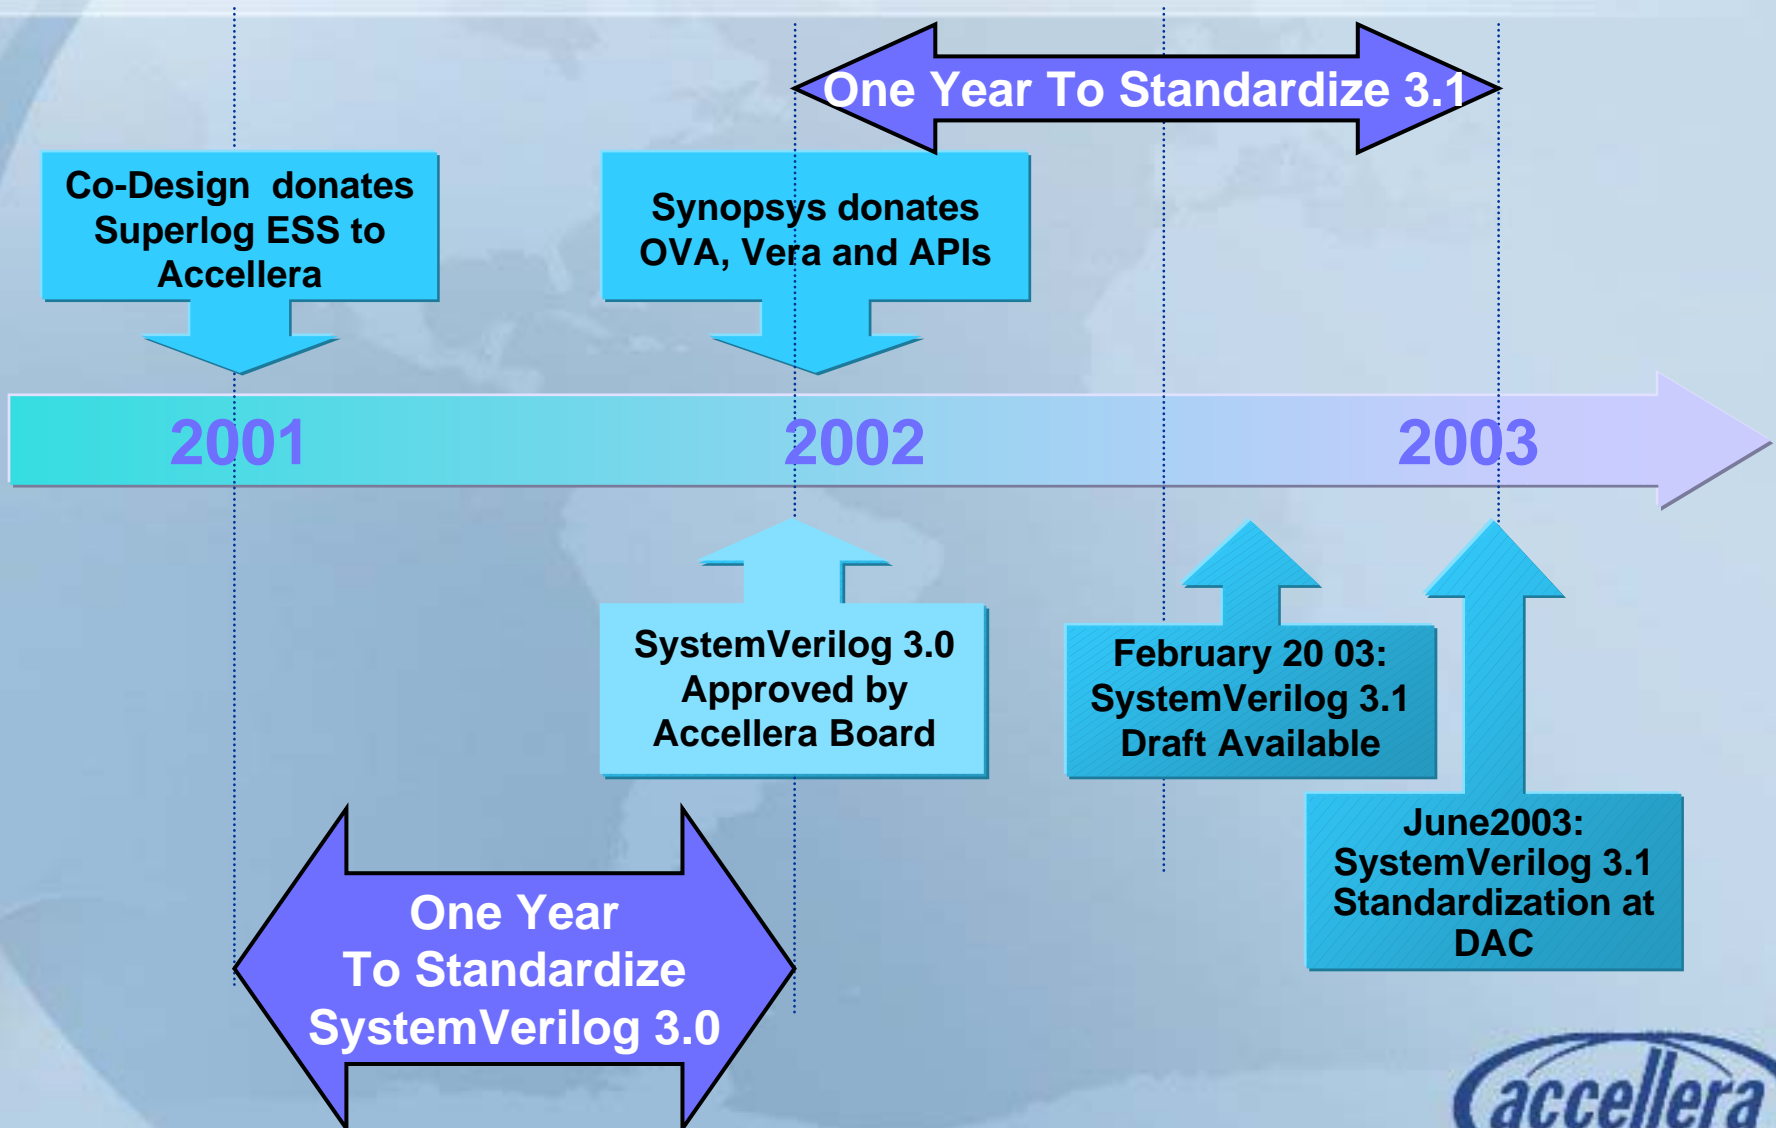 One Year To Standardize 3.1
Co-Design donates
Superlog ESS to
Accellera
Synopsys donates
OVA, Vera and APIs
2001
2002
2003
SystemVerilog 3.0
Approved by
Accellera Board
February 20 03:
SystemVerilog 3.1
Draft Available
June2003:
SystemVerilog 3.1
Standardization at
DAC
One Year
To Standardize
SystemVerilog 3.0
accellera